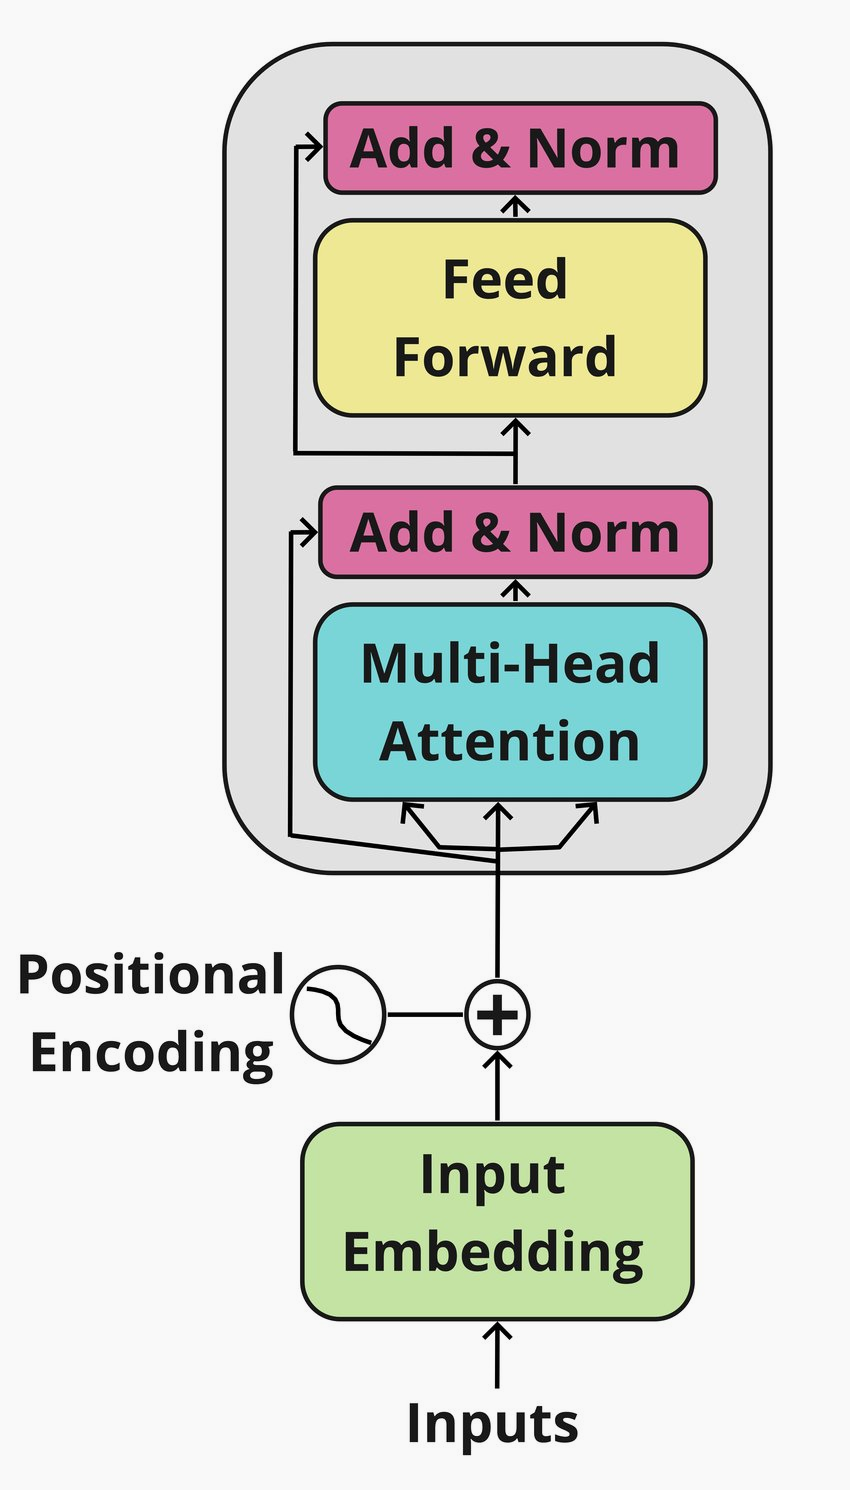 Add & Norm
Feed
Forward
Add & Norm
Multi-Head
Attention
Positional
Encoding
+
Input
Embedding
Inputs